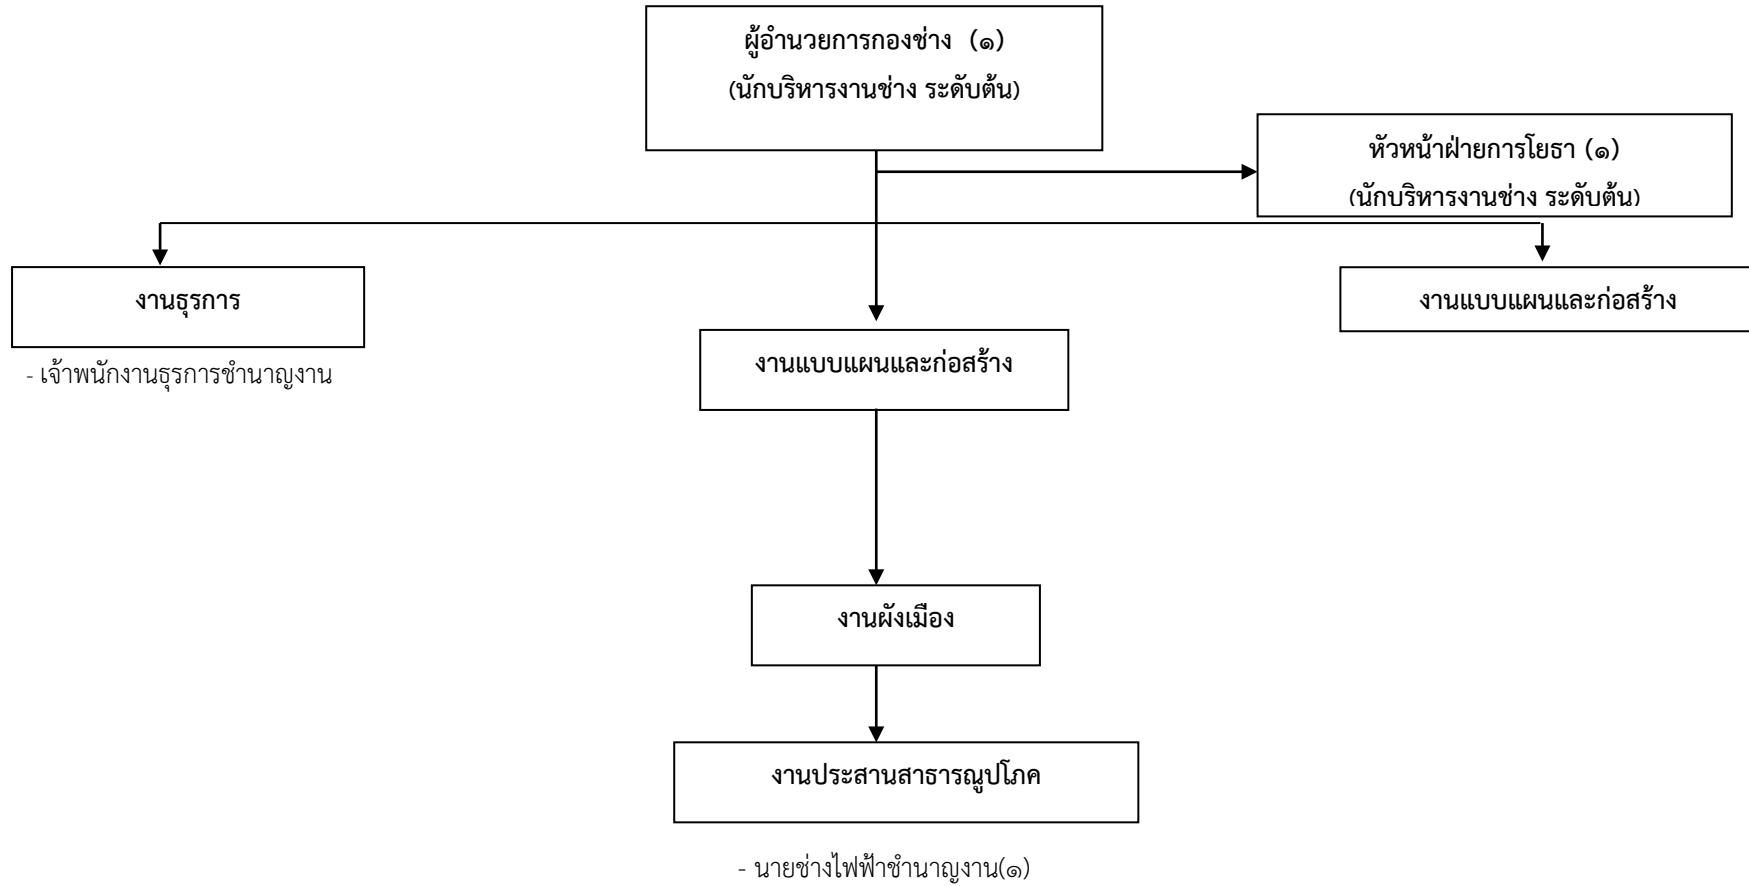 ผู้อำนวยการกองช่าง (๑)
(นักบริหารงานช่าง ระดับต้น)
หัวหน้าฝ่ายการโยธา (๑)
(นักบริหารงานช่าง ระดับต้น)
งานธุรการ
- เจ้าพนักงานธุรการชำนาญงาน
งานแบบแผนและก่อสร้าง
งานแบบแผนและก่อสร้าง
งานผังเมือง
งานประสานสาธารณูปโภค
- นายช่างไฟฟ้าชำนาญงาน(๑)